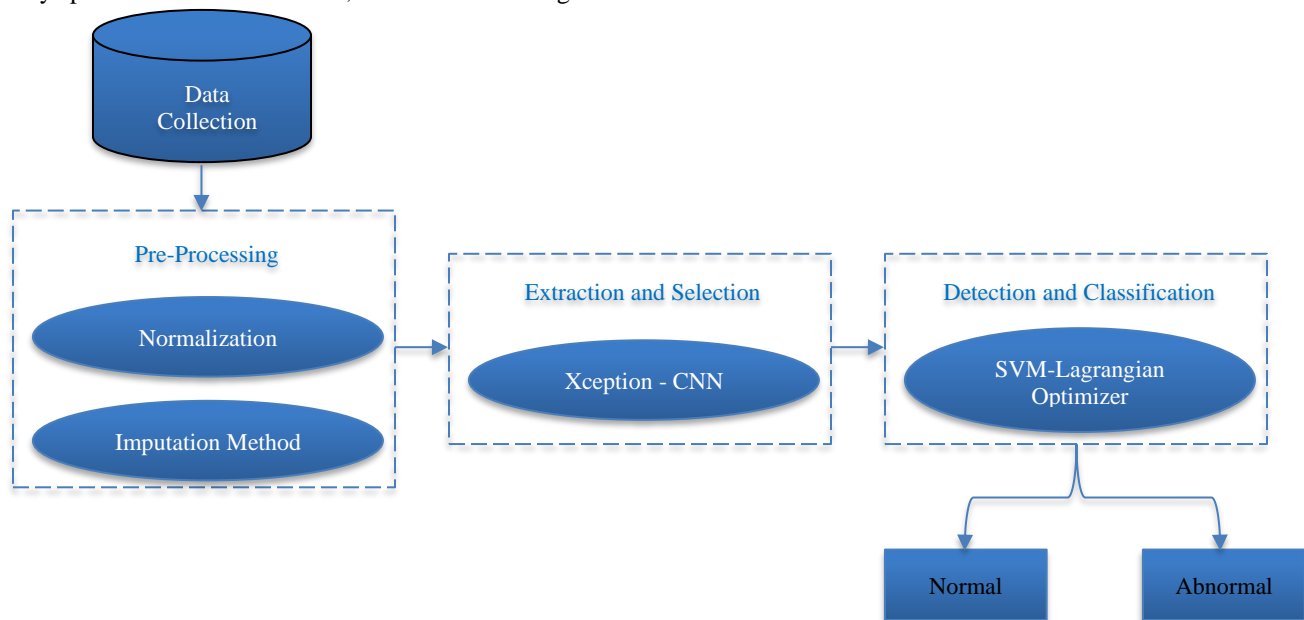 Data
Collection
Pre-Processing
Normalization
Imputation Method
Extraction and Selection
Xception - CNN
Detection and Classification
SVM-Lagrangian
Optimizer
Normal
Abnormal